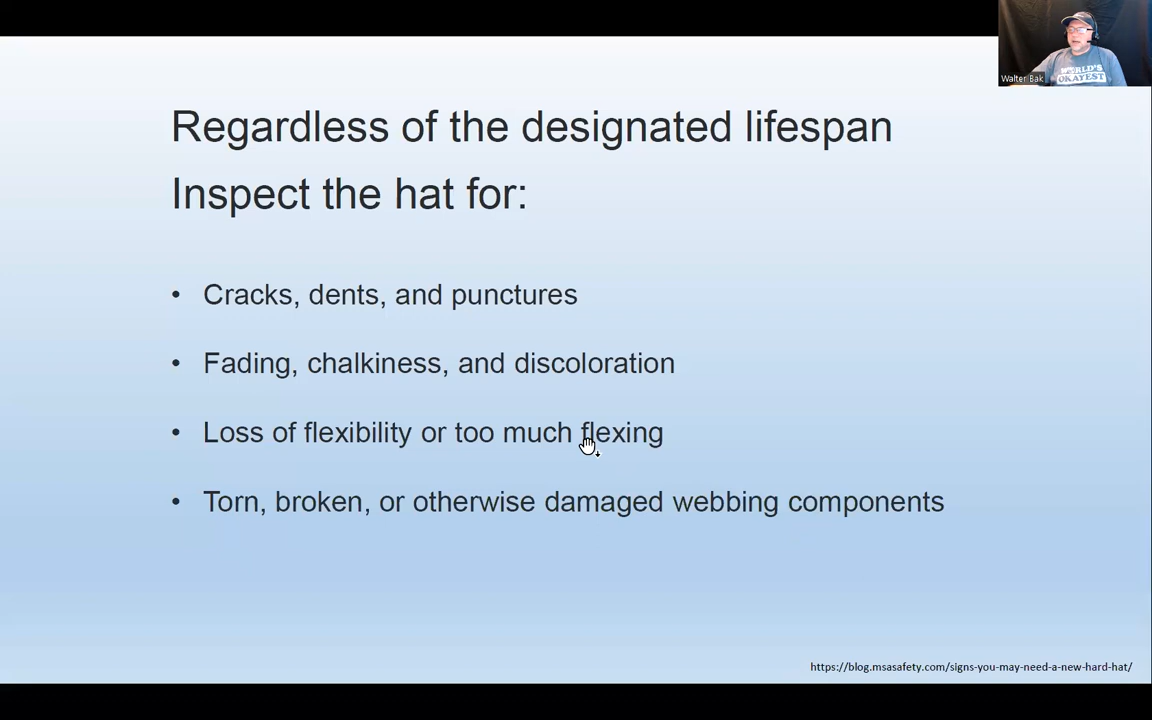 Walter Bak
WORLD'S
OKAYEST
Regardless of the designated lifespan
Inspect the hat for:
• Cracks, dents, and punctures
• Fading, chalkiness, and discoloration
• Loss of flexibility or too much flexing
• Torn, broken, or otherwise damaged webbing components
https://blog.msasafety.com/signs-you-may-need-a-new-hard-hat/